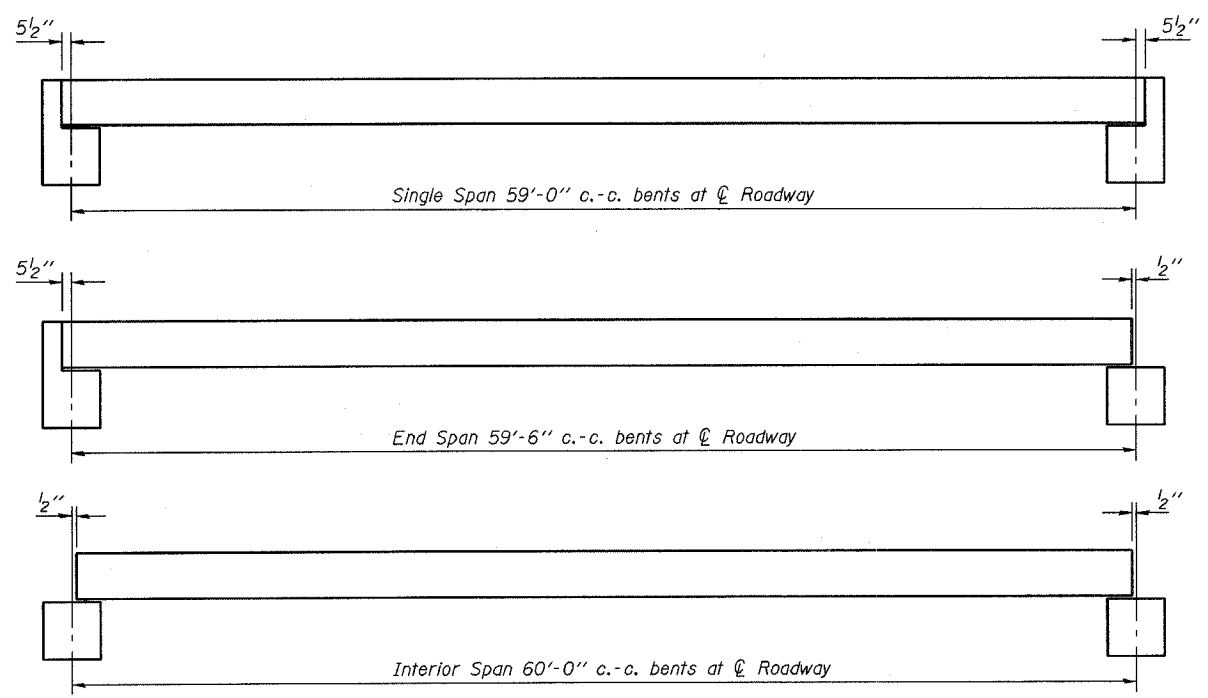 5½" 5½"
Single Span 59'-0" c.-c. bents at ℄ Roadway
5½" ½"
End Span 59'-6" c.-c. bents at ℄ Roadway
½" ½"
Interior Span 60'-0" c.-c. bents at ℄ Roadway